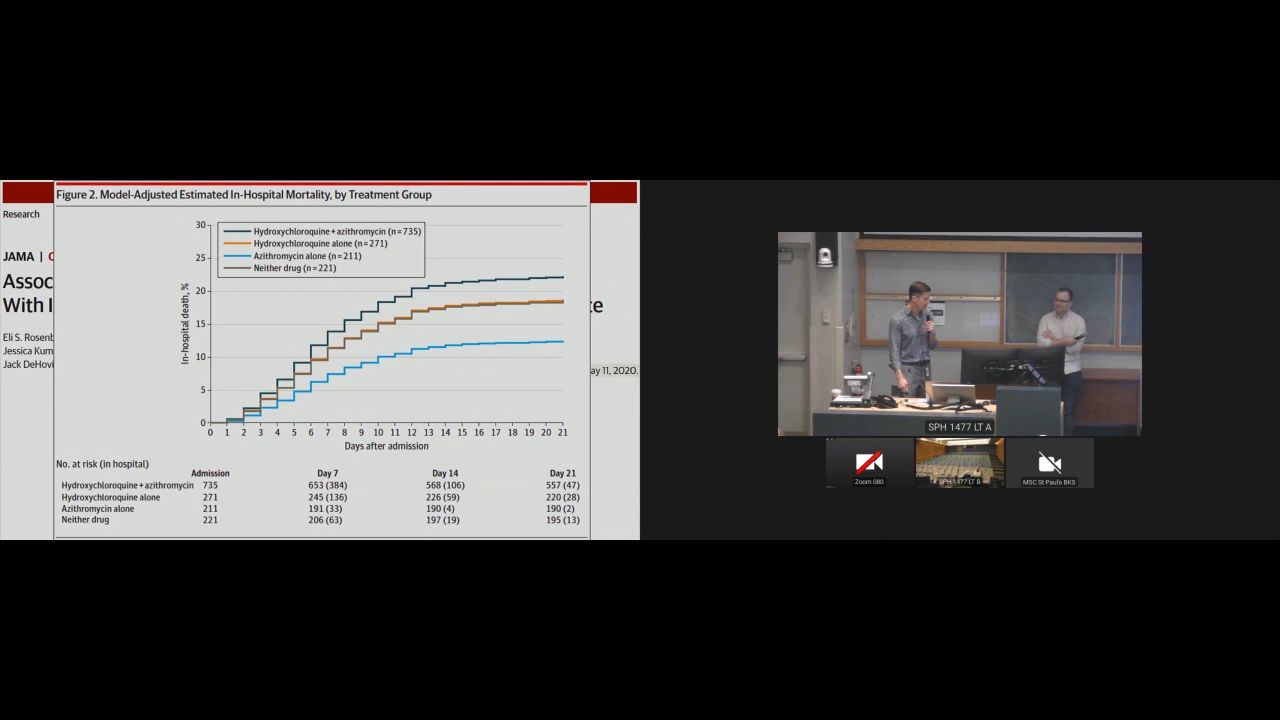 Figure 2. Model-Adjusted Estimated In-Hospital Mortality, by Treatment Group
Research
JAMA |
Assoc
With I
te
Eli S. Rosenb
Jessica Kum
Jack DeHovi
ay 11, 2020.
30
25
20
15
10
5
0
In-hospital death, %
Hydroxychloroquine + azithromycin (n = 735)
Hydroxychloroquine alone (n = 271)
Azithromycin alone (n = 211)
Neither drug (n = 221)
0 1 2 3 4 5 6 7 8 9 10 11 12 13 14 15 16 17 18 19 20 21
Days after admission
No. at risk (in hospital)
Admission Day 7 Day 14 Day 21
Hydroxychloroquine + azithromycin 735 653 (384) 568 (106) 557 (47)
Hydroxychloroquine alone 271 245 (136) 226 (59) 220 (28)
Azithromycin alone 211 191 (33) 190 (4) 190 (2)
Neither drug 221 206 (63) 197 (19) 195 (13)
SPH 1477 LT A
Zoom 080
SPH 1477 LT B
MSC St Paul's BKS